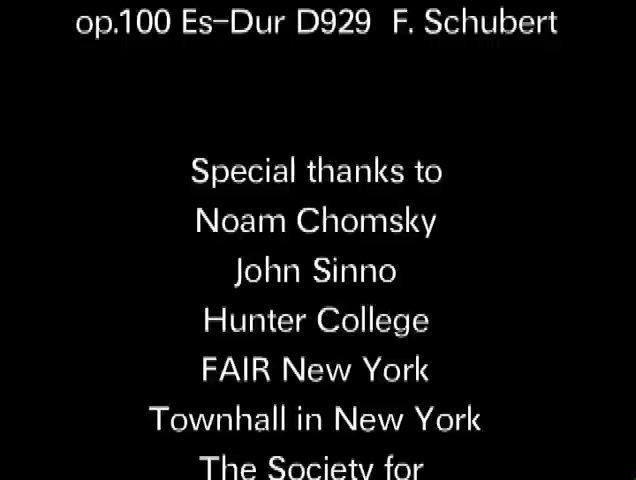 op.100 Es-Dur D929 F. Schubert
Special thanks to
Noam Chomsky
John Sinno
Hunter College
FAIR New York
Townhall in New York
The Society for